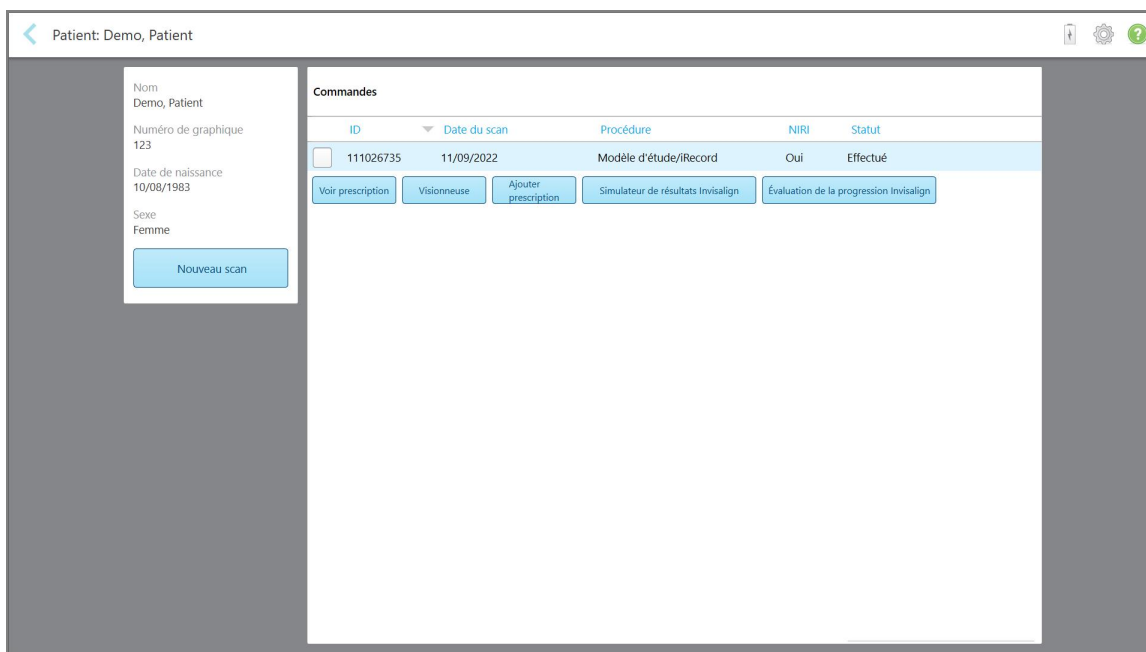 Patient: Demo, Patient
?
Nom
Demo, Patient
Numéro de graphique
123
Date de naissance
10/08/1983
Sexe
Femme
Nouveau scan
Commandes
ID Date du scan Procédure NIRI Statut
111026735 11/09/2022 Modèle d'étude/iRecord Oui Effectué
Voir prescription Visionneuse Ajouter prescription Simulateur de résultats Invisalign Évaluation de la progression Invisalign